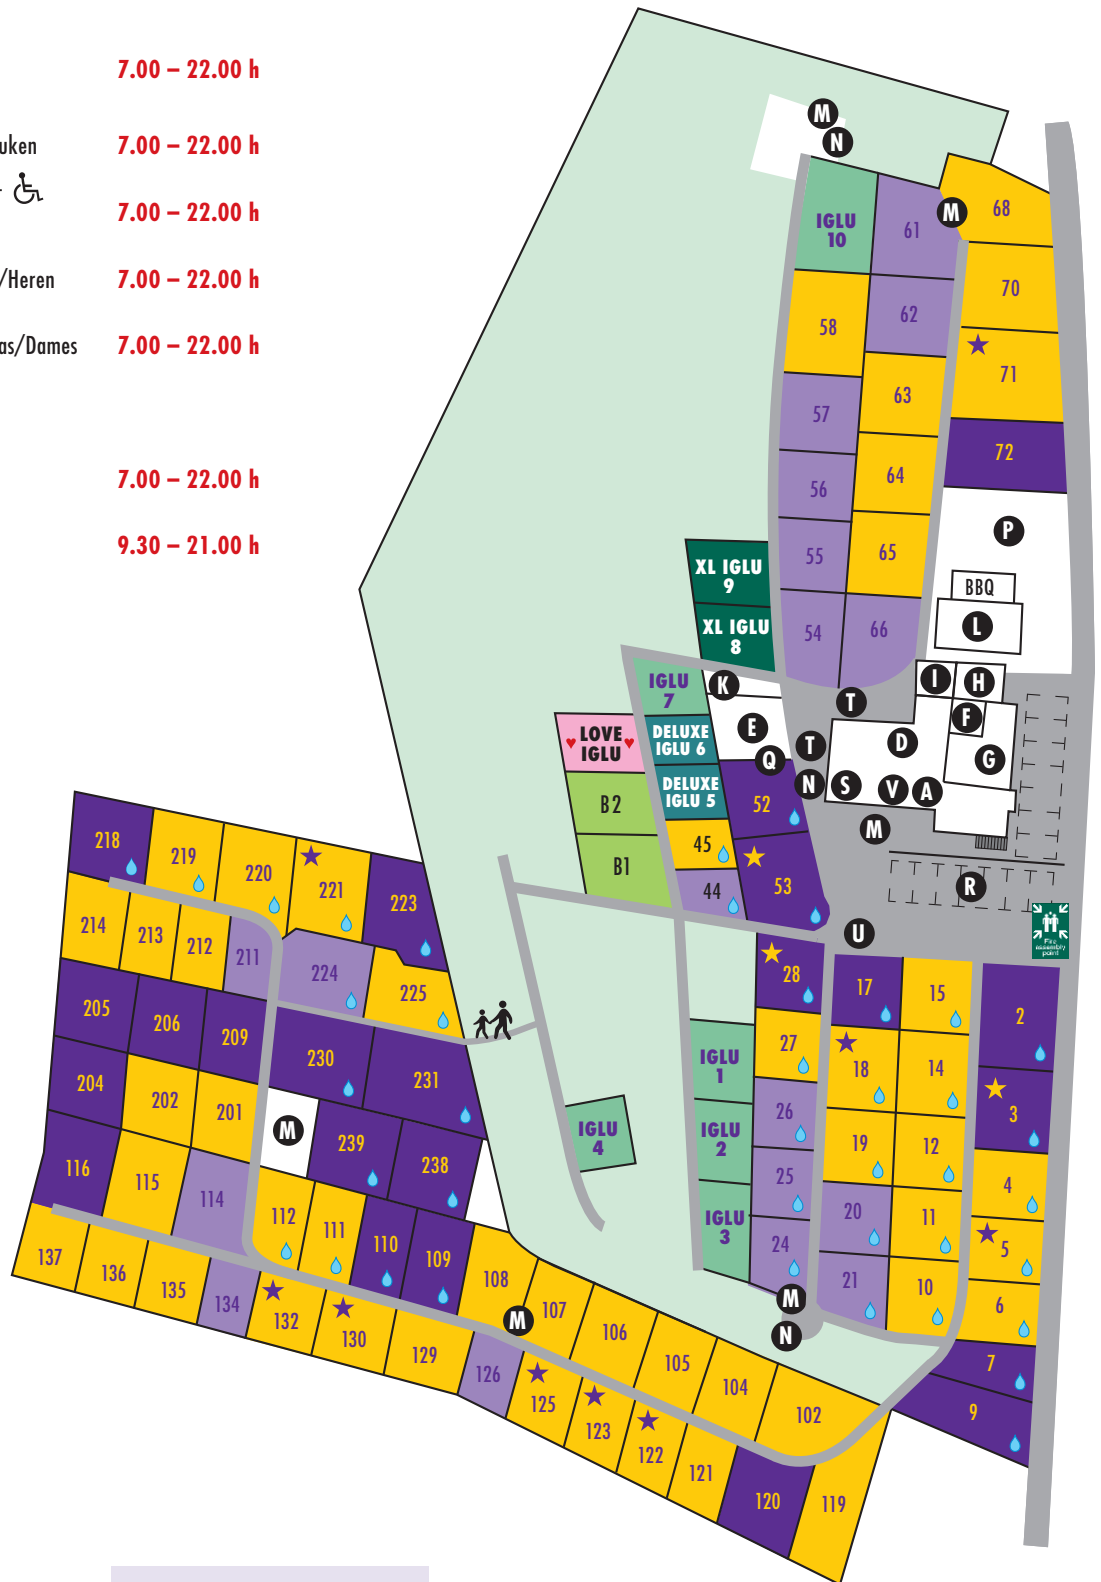 7.00 – 22.00 h
uken 7.00 – 22.00 h
7.00 – 22.00 h
/Heren 7.00 – 22.00 h
as/Dames 7.00 – 22.00 h
7.00 – 22.00 h
9.30 – 21.00 h
M
N
IGLU
10
61
M
68
58
62
70
57
63
71
56
64
72
55
65
P
XL IGLU
9
BBQ
XL IGLU
8
54
66
L
IGLU
7
K
I
H
T
F
LOVE
IGLU
DELUXE
IGLU 6
E
T
D
G
Q
B2
DELUXE
IGLU 5
52
N
S
V
A
45
M
B1
44
53
R
U
Fire
assembly
point
218
219
220
221
223
214
213
212
211
224
225
205
206
209
230
231
204
202
201
M
239
238
116
115
114
112
111
110
109
108
137
136
135
134
132
130
129
M
107
106
105
104
102
126
125
123
122
121
120
119
IGLU
4
28
17
15
2
IGLU
1
27
18
14
3
IGLU
2
26
19
12
4
25
20
11
5
IGLU
3
24
21
10
6
M
N
7
9